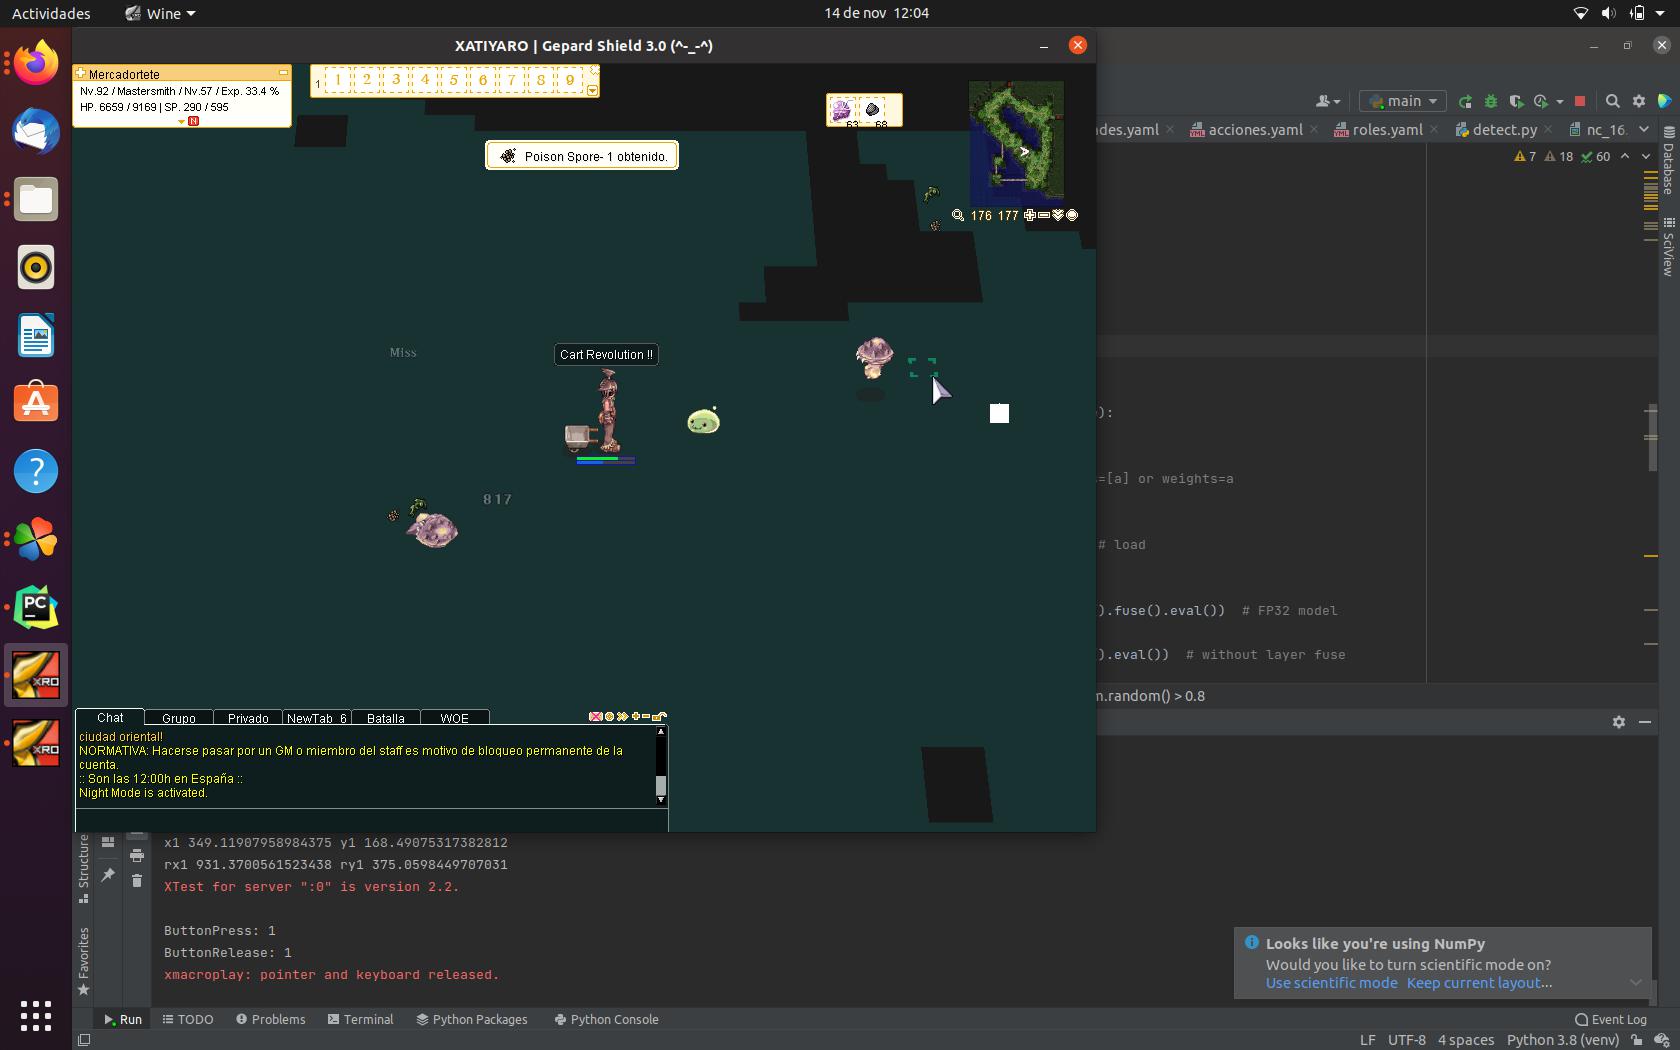 Actividades
Wine
14 de nov 12:04
XATIYARO | Gepard Shield 3.0 (^-_-^)
Mercadortete
Nv.92 / Mastersmith / Nv.57 / Exp. 33.4 %
HP. 6659 / 9169 | SP. 290 / 595
N
1 1 2 3 4 5 6 7 8 9
63 68
Poison Spore- 1 obtenido.
176 177
main
des.yaml
acciones.yaml
roles.yaml
detect.py
nc_16.
7 18 60
Database
SciView
Miss
Cart Revolution !!
817
):
=[a] or weights=a
# load
).fuse().eval()) # FP32 model
).eval()) # without layer fuse
m.random() > 0.8
Chat Grupo Privado NewTab_6 Batalla WOE
ciudad oriental!
NORMATIVA: Hacerse pasar por un GM o miembro del staff es motivo de bloqueo permanente de la
cuenta.
:: Son las 12:00h en España ::
Night Mode is activated.
PC
XRO
XRO
Structure
Favorites
x1 349.11907958984375 y1 168.49075317382812
rx1 931.3700561523438 ry1 375.0598449707031
XTest for server ":0" is version 2.2.
ButtonPress: 1
ButtonRelease: 1
xmacroplay: pointer and keyboard released.
Looks like you're using NumPy
Would you like to turn scientific mode on?
Use scientific mode Keep current layout...
Run TODO Problems Terminal Python Packages Python Console
Event Log
LF UTF-8 4 spaces Python 3.8 (venv)